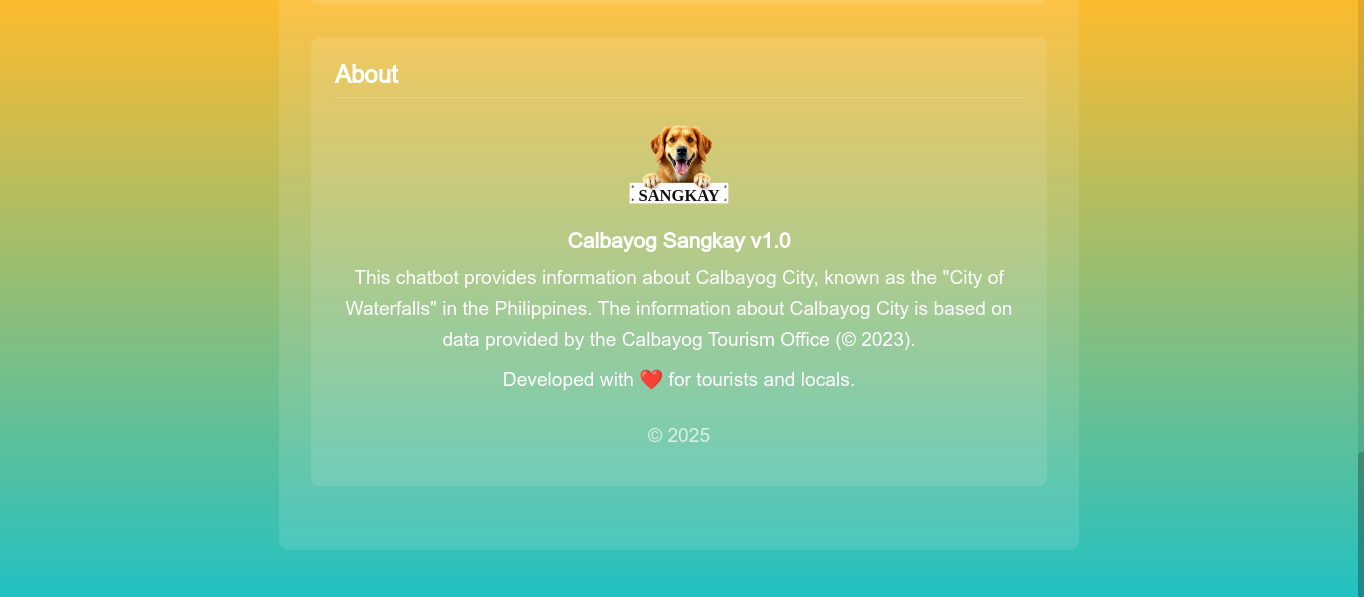 About
SANGKAY
Calbayog Sangkay v1.0
This chatbot provides information about Calbayog City, known as the "City of
Waterfalls" in the Philippines. The information about Calbayog City is based on
data provided by the Calbayog Tourism Office (© 2023).
Developed with ❤️ for tourists and locals.
© 2025